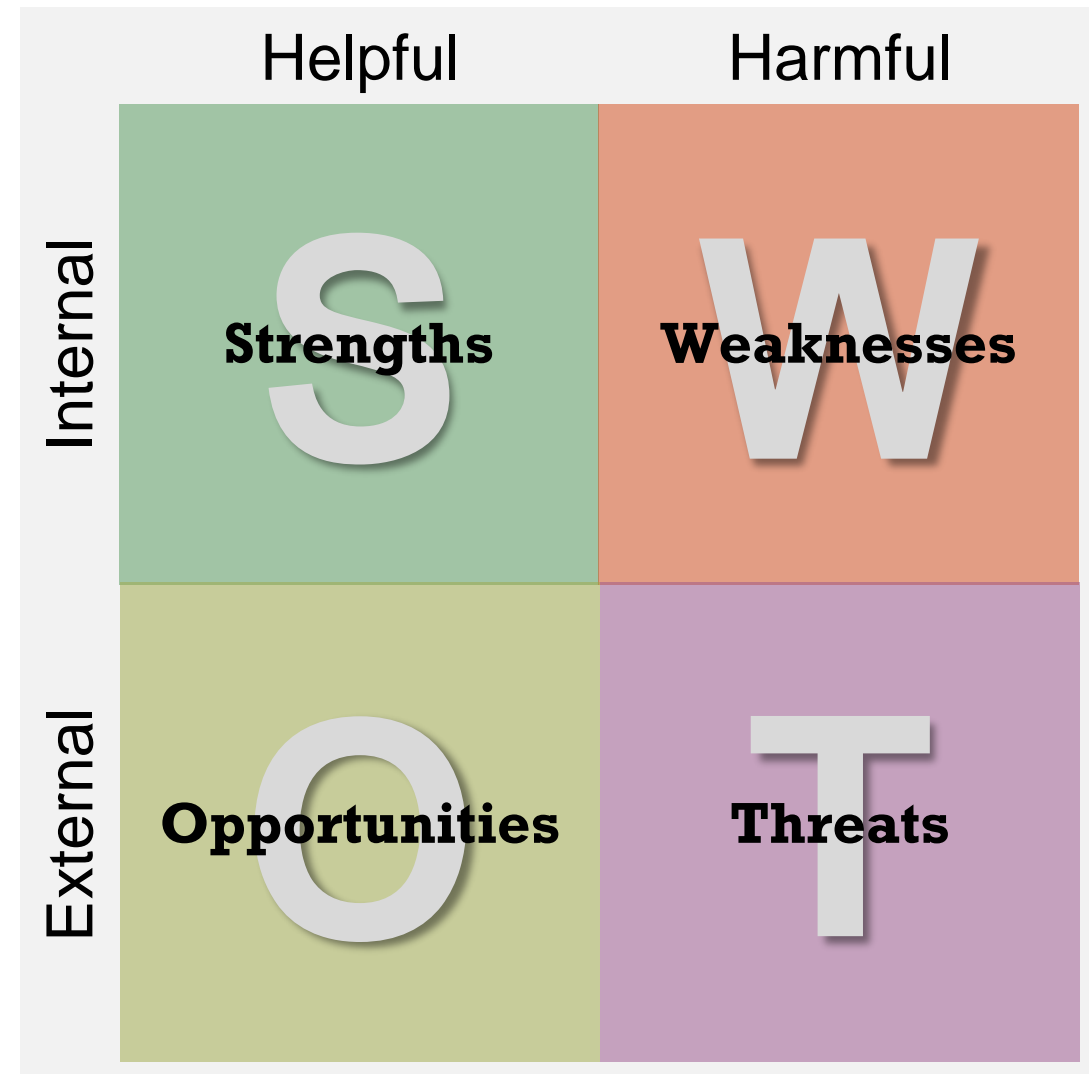 Helpful Harmful
Internal
S
Strengths
W
Weaknesses
External
O
Opportunities
T
Threats